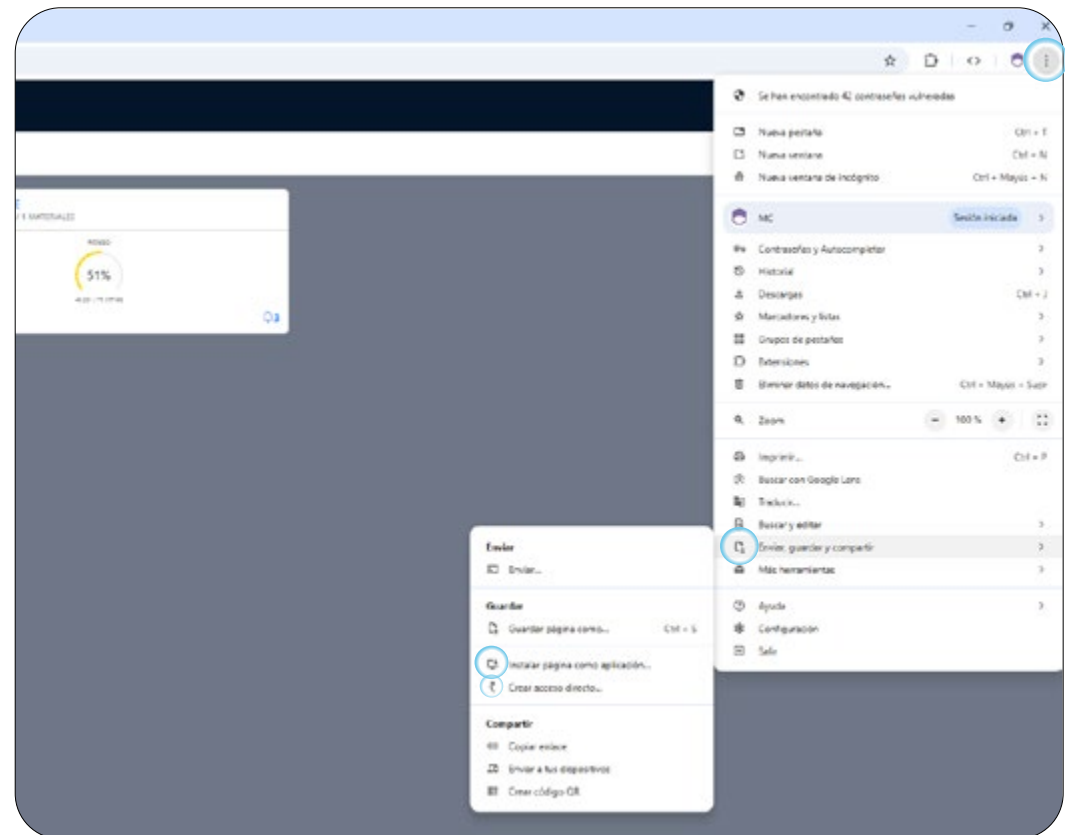 Se han encontrado 42 contraseñas vulneradas
Nueva pestaña Ctrl + T
Nueva ventana Ctrl + N
Nueva ventana de Incógnito Ctrl + Mayús + N
MC Sesión iniciada
Contraseñas y Autocompletar
Historial
Descargas Ctrl + J
Marcadores y listas
Grupos de pestañas
Extensiones
Eliminar datos de navegación... Ctrl + Mayús + Supr
Zoom - 100 % +
Imprimir... Ctrl + P
Buscar con Google Lens
Traducir...
Buscar y editar
Enviar, guardar y compartir
Más herramientas
Ayuda
Configuración
Salir
MATERIALES
51%
3
Enviar
Enviar...
Guardar
Guardar página como... Ctrl + S
Instalar página como aplicación...
Crear acceso directo...
Compartir
Copiar enlace
Enviar a tus dispositivos
Crear código QR